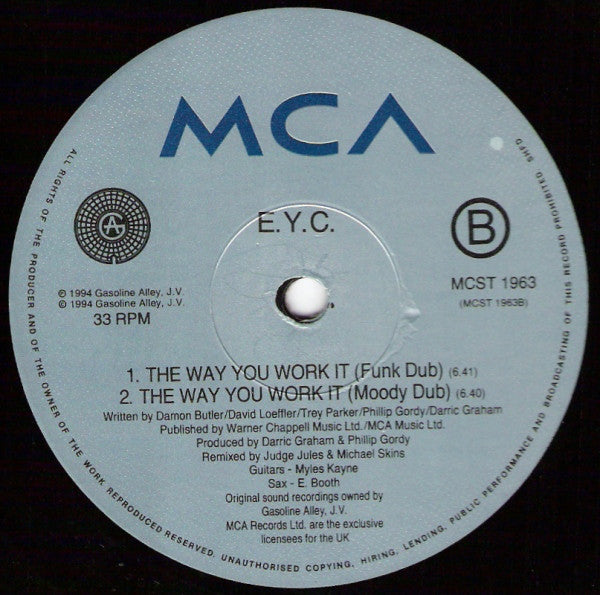 MCA
E.Y.C.
B
MCST 1963
(MCST 1963B)
℗ 1994 Gasoline Alley, J.V.
© 1994 Gasoline Alley, J.V.
33 RPM
1. THE WAY YOU WORK IT (Funk Dub) (6.41)
2. THE WAY YOU WORK IT (Moody Dub) (6.40)
Written by Damon Butler/David Loeffler/Trey Parker/Phillip Gordy/Darric Graham
Published by Warner Chappell Music Ltd./MCA Music Ltd.
Produced by Darric Graham & Phillip Gordy
Remixed by Judge Jules & Michael Skins
Guitars - Myles Kayne
Sax - E. Booth
Original sound recordings owned by
Gasoline Alley, J.V.
MCA Records Ltd. are the exclusive
licensees for the UK
ALL RIGHTS OF THE PRODUCER AND OF THE OWNER OF THE WORK REPRODUCED RESERVED. UNAUTHORISED COPYING, HIRING, LENDING, PUBLIC PERFORMANCE AND BROADCASTING OF THIS RECORD PROHIBITED. SHFD